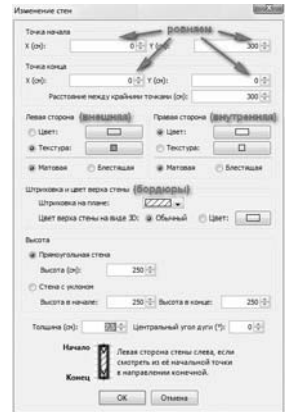 Изменение стен
ровняем
Точка начала
X (см): 0 Y (см): 300
Точка конца
X (см): 0 Y (см): 0
Расстояние между крайними точками (см): 300
Левая сторона (внешняя) Правая сторона (внутренняя)
Цвет: Цвет:
Текстура: Текстура:
Матовая Блестящая Матовая Блестящая
Штриховка и цвет верха стены (бордюры)
Штриховка на плане:
Цвет верха стены на виде 3D: Обычный Цвет:
Высота
Прямоугольная стена
Высота (см): 250
Стена с уклоном
Высота в начале: 250 Высота в конце: 250
Толщина (см): Центральный угол дуги (°): 0
Начало
Левая сторона стены слева, если
смотреть из её начальной точки
в направлении конечной.
Конец
OK Отмена